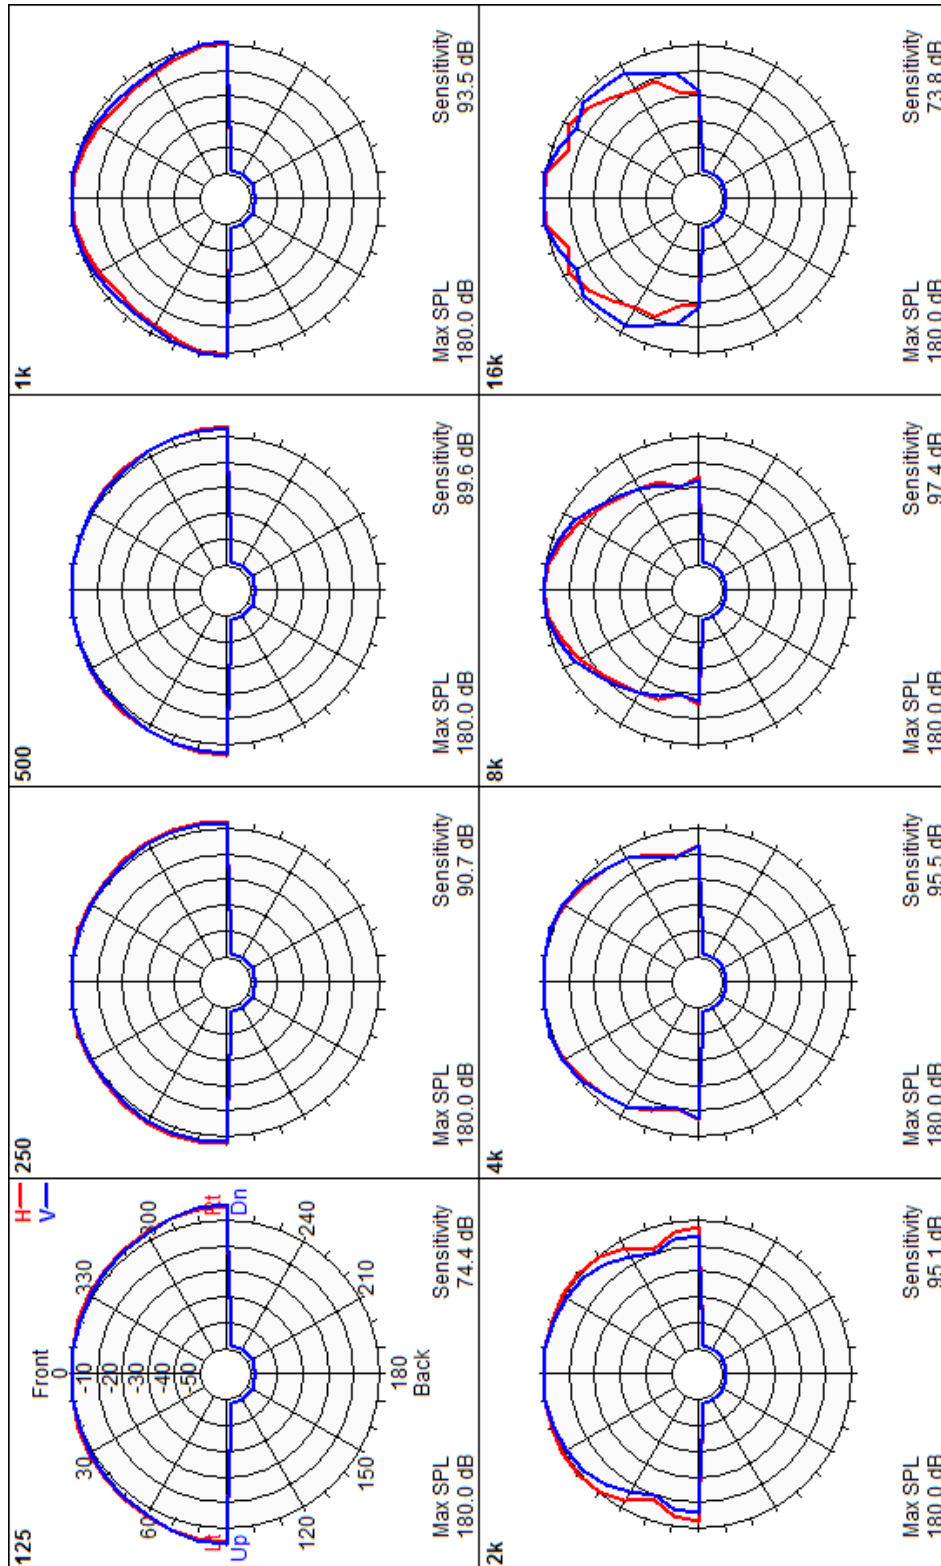 125
H
V
Front
0
-10
-20
-30
-40
-50
30
330
60
300
Lt
Rt
Up
Dn
120
240
150
210
180
Back
Max SPL
180.0 dB
Sensitivity
74.4 dB
250
Max SPL
180.0 dB
Sensitivity
90.7 dB
500
Max SPL
180.0 dB
Sensitivity
89.6 dB
1k
Max SPL
180.0 dB
Sensitivity
93.5 dB
2k
Max SPL
180.0 dB
Sensitivity
95.1 dB
4k
Max SPL
180.0 dB
Sensitivity
95.5 dB
8k
Max SPL
180.0 dB
Sensitivity
97.4 dB
16k
Max SPL
180.0 dB
Sensitivity
73.8 dB